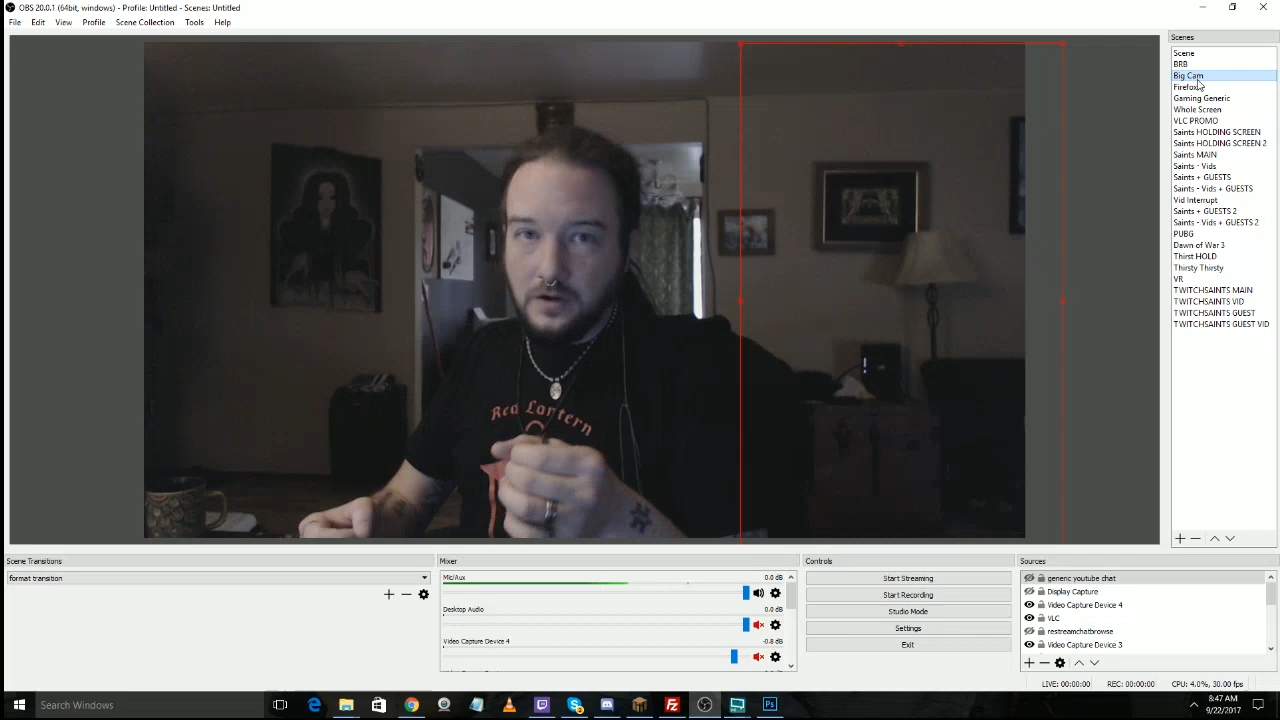 OBS 20.0.1 (64bit, windows) - Profile: Untitled - Scenes: Untitled
File Edit View Profile Scene Collection Tools Help
Scenes
Scene
BRB
Big Cam
Firefox
Gaming Generic
Whole Screen
VLC PROMO
Saints HOLDING SCREEN
Saints HOLDING SCREEN 2
Saints MAIN
Saints - Vids
Saints + GUESTS
Saints - Vids + GUESTS
Vid Interrupt
Saints + GUESTS 2
Saints - Vids + GUESTS 2
PUBG
Dawn of War 3
Thirst HOLD
Thirsty Thirsty
VR
TWITCHSAINTS MAIN
TWITCHSAINTS VID
TWITCHSAINTS GUEST
TWITCHSAINTS GUEST VID
Red Lantern
Scene Transitions
format transition
Mixer
Mic/Aux 0.0 dB
Desktop Audio 0.0 dB
Video Capture Device 4 -0.8 dB
Controls
Start Streaming
Start Recording
Studio Mode
Settings
Exit
Sources
generic youtube chat
Display Capture
Video Capture Device 4
VLC
restreamchatbrowse
Video Capture Device 3
LIVE: 00:00:00 REC: 00:00:00 CPU: 4.0%, 30.00 fps
Search Windows
8:47 AM
9/22/2017